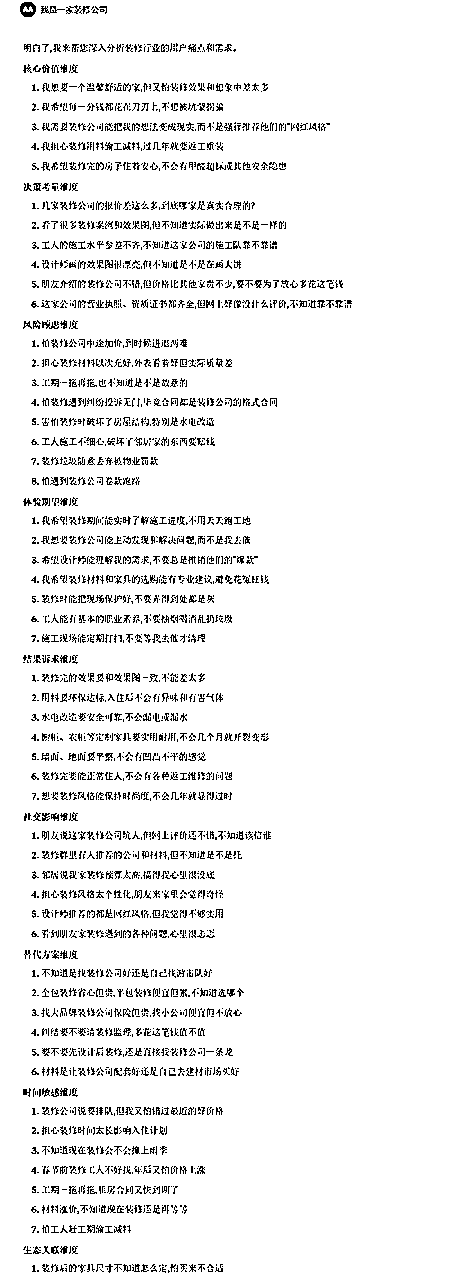 我是一家装修公司
明白了,我来帮您深入分析装修行业的用户痛点和需求。
核心价值维度
1. 我想要一个温馨舒适的家,但又怕装修效果和想象中差太多
2. 我希望每一分钱都花在刀刃上,不想被坑蒙拐骗
3. 我需要装修公司能把我的想法变成现实,而不是强行推荐他们的"网红风格"
4. 我担心装修用料偷工减料,过几年就要返工重装
5. 我希望装修完的房子住着安心,不会有甲醛超标或其他安全隐患
决策考量维度
1. 几家装修公司的报价差这么多,到底哪家是真实合理的?
2. 看了很多装修案例和效果图,但不知道实际做出来是不是一样的
3. 工人的施工水平参差不齐,不知道这家公司的施工队靠不靠谱
4. 设计师画的效果图很漂亮,但不知道是不是在画大饼
5. 朋友介绍的装修公司不错,但价格比其他家贵不少,要不要为了放心多花这笔钱
6. 这家公司的营业执照、资质证书都齐全,但网上好像没什么评价,不知道靠不靠谱
风险顾虑维度
1. 怕装修公司中途加价,到时候进退两难
2. 担心装修材料以次充好,外表看着好但实际质量差
3. 工期一拖再拖,也不知道是不是故意的
4. 怕装修遇到纠纷投诉无门,毕竟合同都是装修公司的格式合同
5. 害怕装修时破坏了房屋结构,特别是水电改造
6. 工人施工不细心,破坏了邻居家的东西要赔钱
7. 装修垃圾随意丢弃被物业罚款
8. 怕遇到装修公司卷款跑路
体验期望维度
1. 我希望装修期间能实时了解施工进度,不用天天跑工地
2. 我想要装修公司能主动发现和解决问题,而不是我去催
3. 希望设计师能理解我的需求,不要总是推销他们的"爆款"
4. 我希望装修材料和家具的选购能有专业建议,避免花冤枉钱
5. 装修时能把现场保护好,不要弄得到处都是灰
6. 工人能有基本的职业素养,不要抽烟喝酒乱扔垃圾
7. 施工现场能定期打扫,不要等我去催才清理
结果诉求维度
1. 装修完的效果要和效果图一致,不能差太多
2. 用料要环保达标,入住后不会有异味和有害气体
3. 水电改造要安全可靠,不会漏电或漏水
4. 橱柜、衣柜等定制家具要实用耐用,不会几个月就开裂变形
5. 墙面、地面要平整,不会有凹凸不平的感觉
6. 装修完要能正常住人,不会有各种返工维修的问题
7. 想要装修风格能保持时尚度,不会几年就显得过时
社交影响维度
1. 朋友说这家装修公司坑人,但网上评价还不错,不知道该信谁
2. 装修群里有人推荐的公司和材料,但不知道是不是托
3. 邻居说我家装修预算太高,搞得我心里很没底
4. 担心装修风格太个性化,朋友来家里会觉得奇怪
5. 设计师推荐的都是网红风格,但我觉得不够实用
6. 看到朋友家装修遇到的各种问题,心里很忐忑
替代方案维度
1. 不知道是找装修公司好还是自己找游击队好
2. 全包装修省心但贵,半包装修便宜但累,不知道选哪个
3. 找大品牌装修公司保险但贵,找小公司便宜但不放心
4. 纠结要不要请装修监理,多花这笔钱值不值
5. 要不要先设计后装修,还是直接找装修公司一条龙
6. 材料是让装修公司配套好还是自己去建材市场买好
时间敏感维度
1. 装修公司说要排队,但我又怕错过最近的好价格
2. 担心装修时间太长影响入住计划
3. 不知道现在装修会不会撞上雨季
4. 春节前装修工人不好找,年后又怕价格上涨
5. 工期一拖再拖,租房合同又快到期了
6. 材料涨价,不知道现在装修还是再等等
7. 怕工人赶工期偷工减料
生态关联维度
1. 装修后的家具尺寸不知道怎么定,怕买来不合适